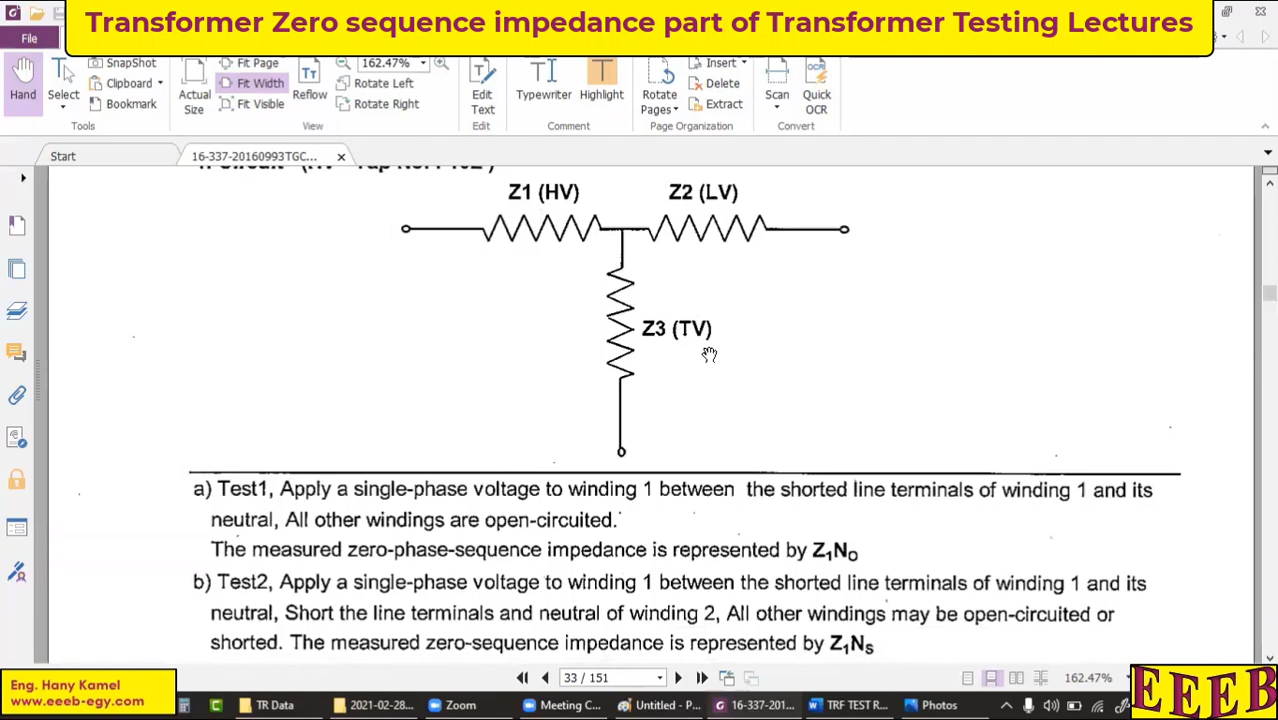 Transformer Zero sequence impedance part of Transformer Testing Lectures
File
SnapShot
Clipboard
Bookmark
Hand
Select
Tools
Actual Size
Fit Page
Fit Width
Fit Visible
Reflow
162.47%
Rotate Left
Rotate Right
View
Edit Text
Edit
Typewriter
Highlight
Comment
Rotate Pages
Insert
Delete
Extract
Page Organization
Scan
Quick OCR
Convert
Start
16-337-20160993TGC...
Z1 (HV)
Z2 (LV)
Z3 (TV)
a) Test1, Apply a single-phase voltage to winding 1 between the shorted line terminals of winding 1 and its
neutral, All other windings are open-circuited.
The measured zero-phase-sequence impedance is represented by Z₁N₀
b) Test2, Apply a single-phase voltage to winding 1 between the shorted line terminals of winding 1 and its
neutral, Short the line terminals and neutral of winding 2, All other windings may be open-circuited or
shorted. The measured zero-sequence impedance is represented by Z₁Nₛ
33 / 151
162.47%
Eng. Hany Kamel
www.eeeb-egy.com
TR Data
2021-02-28...
Zoom
Meeting C...
Untitled - P...
16-337-201...
TRF TEST R...
Photos
EEEB